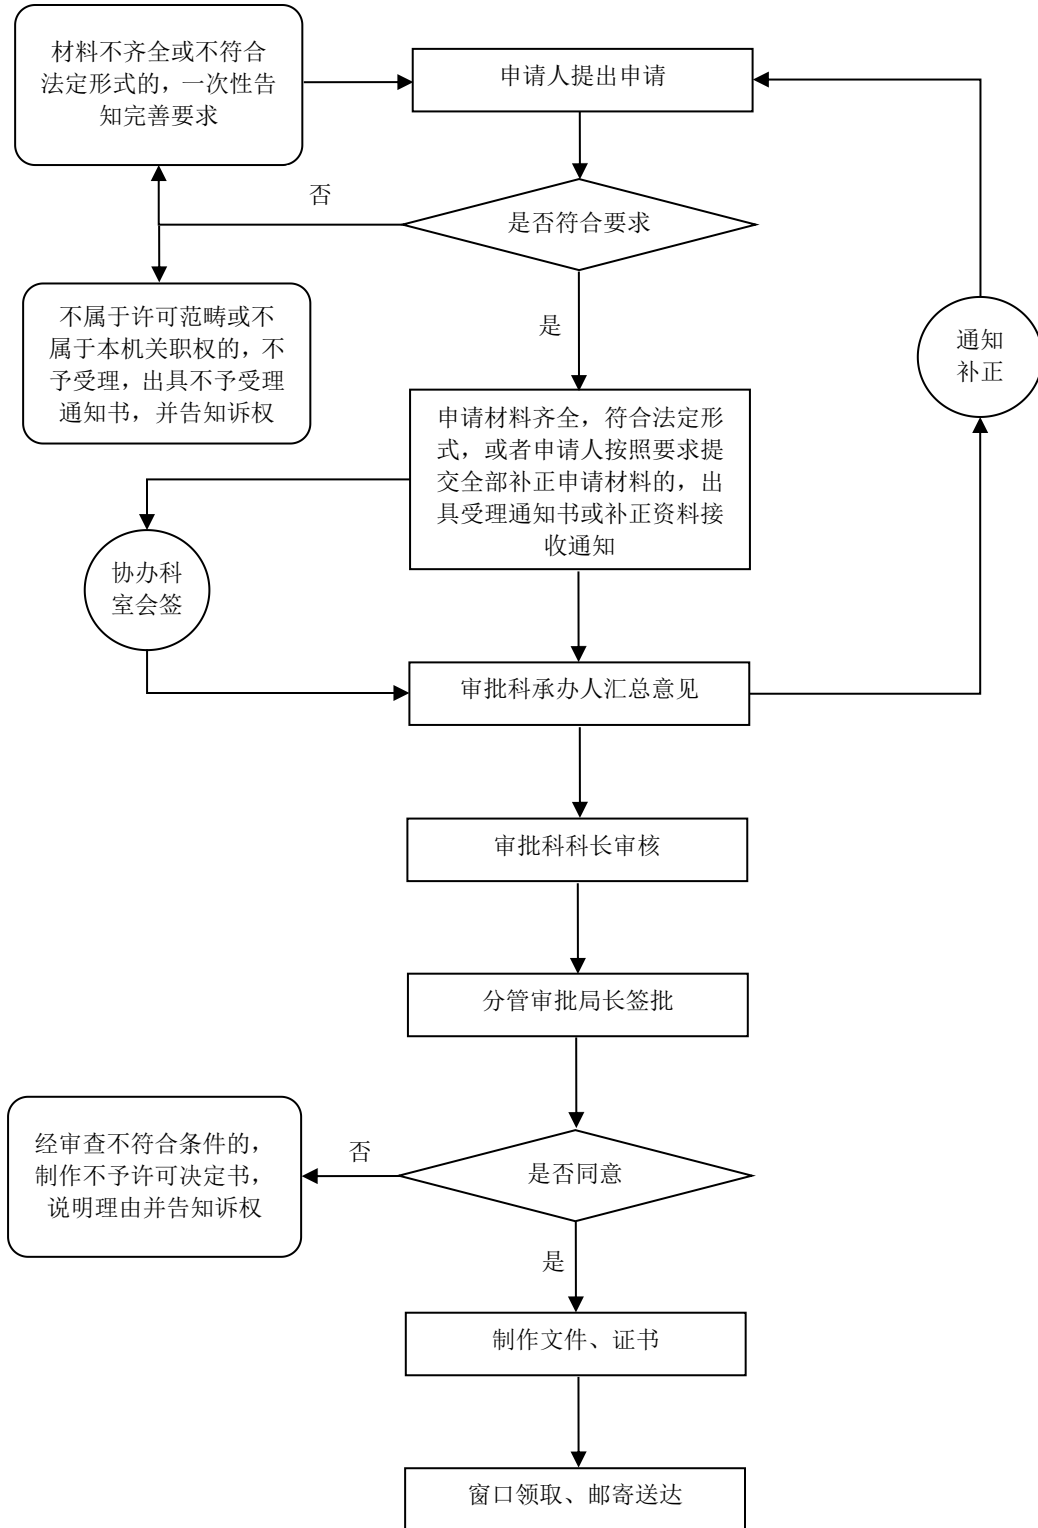 材料不齐全或不符合
法定形式的，一次性告
知完善要求
申请人提出申请
否
是否符合要求
不属于许可范畴或不
属于本机关职权的，不
予受理，出具不予受理
通知书，并告知诉权
是
通知
补正
申请材料齐全，符合法定形
式，或者申请人按照要求提
交全部补正申请材料的，出
具受理通知书或补正资料接
收通知
协办科
室会签
审批科承办人汇总意见
审批科科长审核
分管审批局长签批
经审查不符合条件的，
制作不予许可决定书，
说明理由并告知诉权
否
是否同意
是
制作文件、证书
窗口领取、邮寄送达